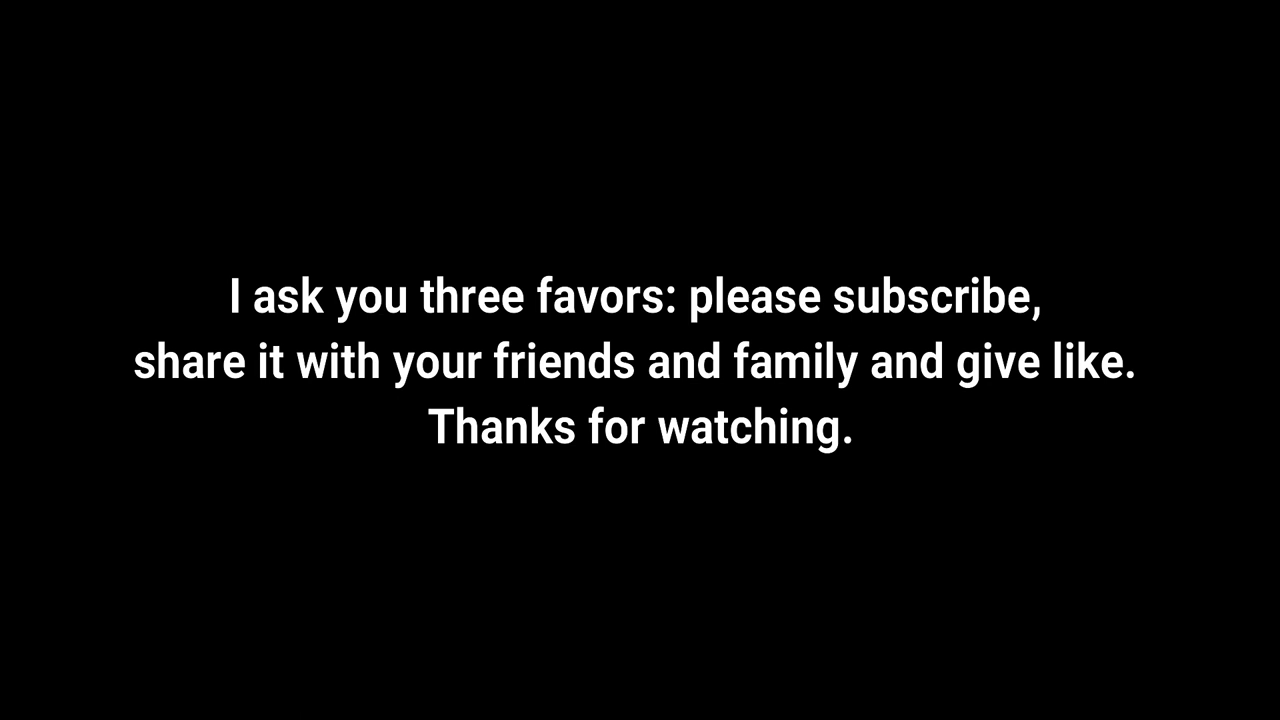 I ask you three favors: please subscribe,
share it with your friends and family and give like.
Thanks for watching.